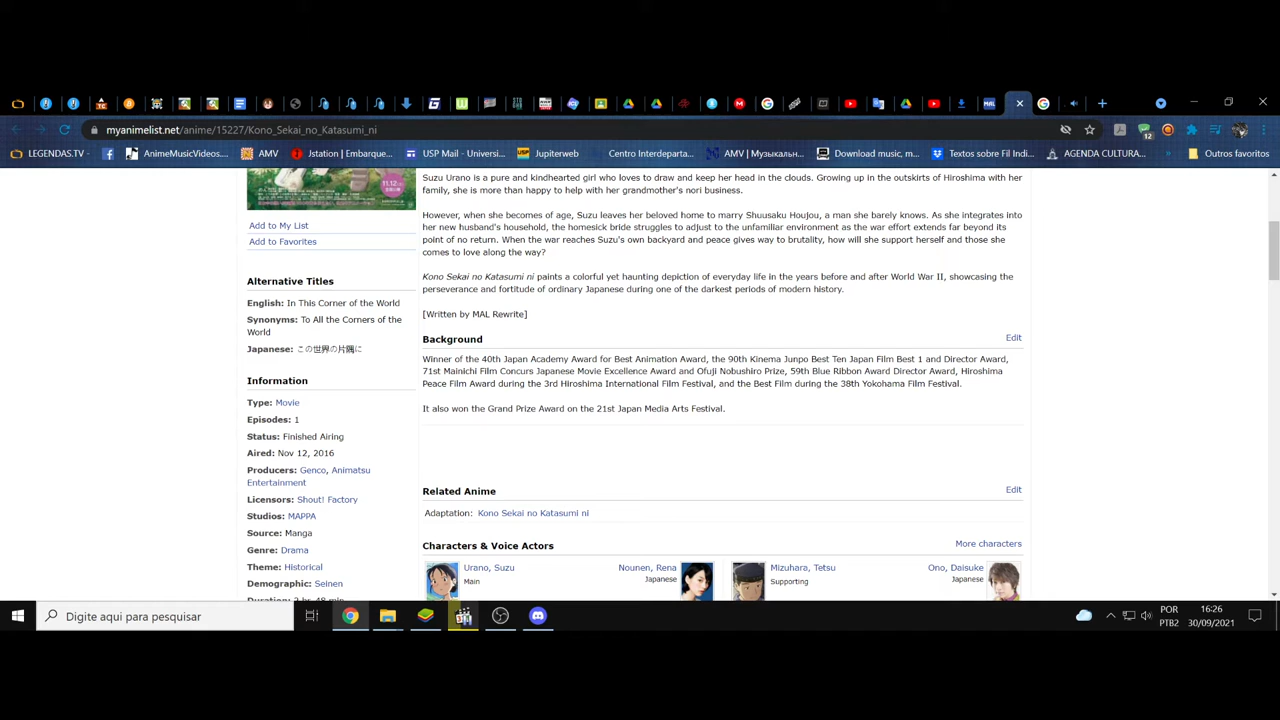 myanimelist.net/anime/15227/Kono_Sekai_no_Katasumi_ni
12
LEGENDAS.TV - AnimeMusicVideos... AMV Jstation | Embarque... USP Mail - Universi... Jupiterweb Centro Interdeparta... AMV | Музыкальн... Download music, m... Textos sobre Fil Indi... AGENDA CULTURA... » Outros favoritos
11.12
Add to My List
Add to Favorites
Alternative Titles
English: In This Corner of the World
Synonyms: To All the Corners of the
World
Japanese: この世界の片隅に
Information
Type: Movie
Episodes: 1
Status: Finished Airing
Aired: Nov 12, 2016
Producers: Genco, Animatsu
Entertainment
Licensors: Shout! Factory
Studios: MAPPA
Source: Manga
Genre: Drama
Theme: Historical
Demographic: Seinen
Suzu Urano is a pure and kindhearted girl who loves to draw and keep her head in the clouds. Growing up in the outskirts of Hiroshima with her
family, she is more than happy to help with her grandmother's nori business.
However, when she becomes of age, Suzu leaves her beloved home to marry Shuusaku Houjou, a man she barely knows. As she integrates into
her new husband's household, the homesick bride struggles to adjust to the unfamiliar environment as the war effort extends far beyond its
point of no return. When the war reaches Suzu's own backyard and peace gives way to brutality, how will she support herself and those she
comes to love along the way?
Kono Sekai no Katasumi ni paints a colorful yet haunting depiction of everyday life in the years before and after World War II, showcasing the
perseverance and fortitude of ordinary Japanese during one of the darkest periods of modern history.
[Written by MAL Rewrite]
Background Edit
Winner of the 40th Japan Academy Award for Best Animation Award, the 90th Kinema Junpo Best Ten Japan Film Best 1 and Director Award,
71st Mainichi Film Concurs Japanese Movie Excellence Award and Ofuji Nobushiro Prize, 59th Blue Ribbon Award Director Award, Hiroshima
Peace Film Award during the 3rd Hiroshima International Film Festival, and the Best Film during the 38th Yokohama Film Festival.
It also won the Grand Prize Award on the 21st Japan Media Arts Festival.
Related Anime Edit
Adaptation: Kono Sekai no Katasumi ni
Characters & Voice Actors More characters
Urano, Suzu Nounen, Rena Mizuhara, Tetsu Ono, Daisuke
Main Japanese Supporting Japanese
Digite aqui para pesquisar
POR 16:26
PTB2 30/09/2021